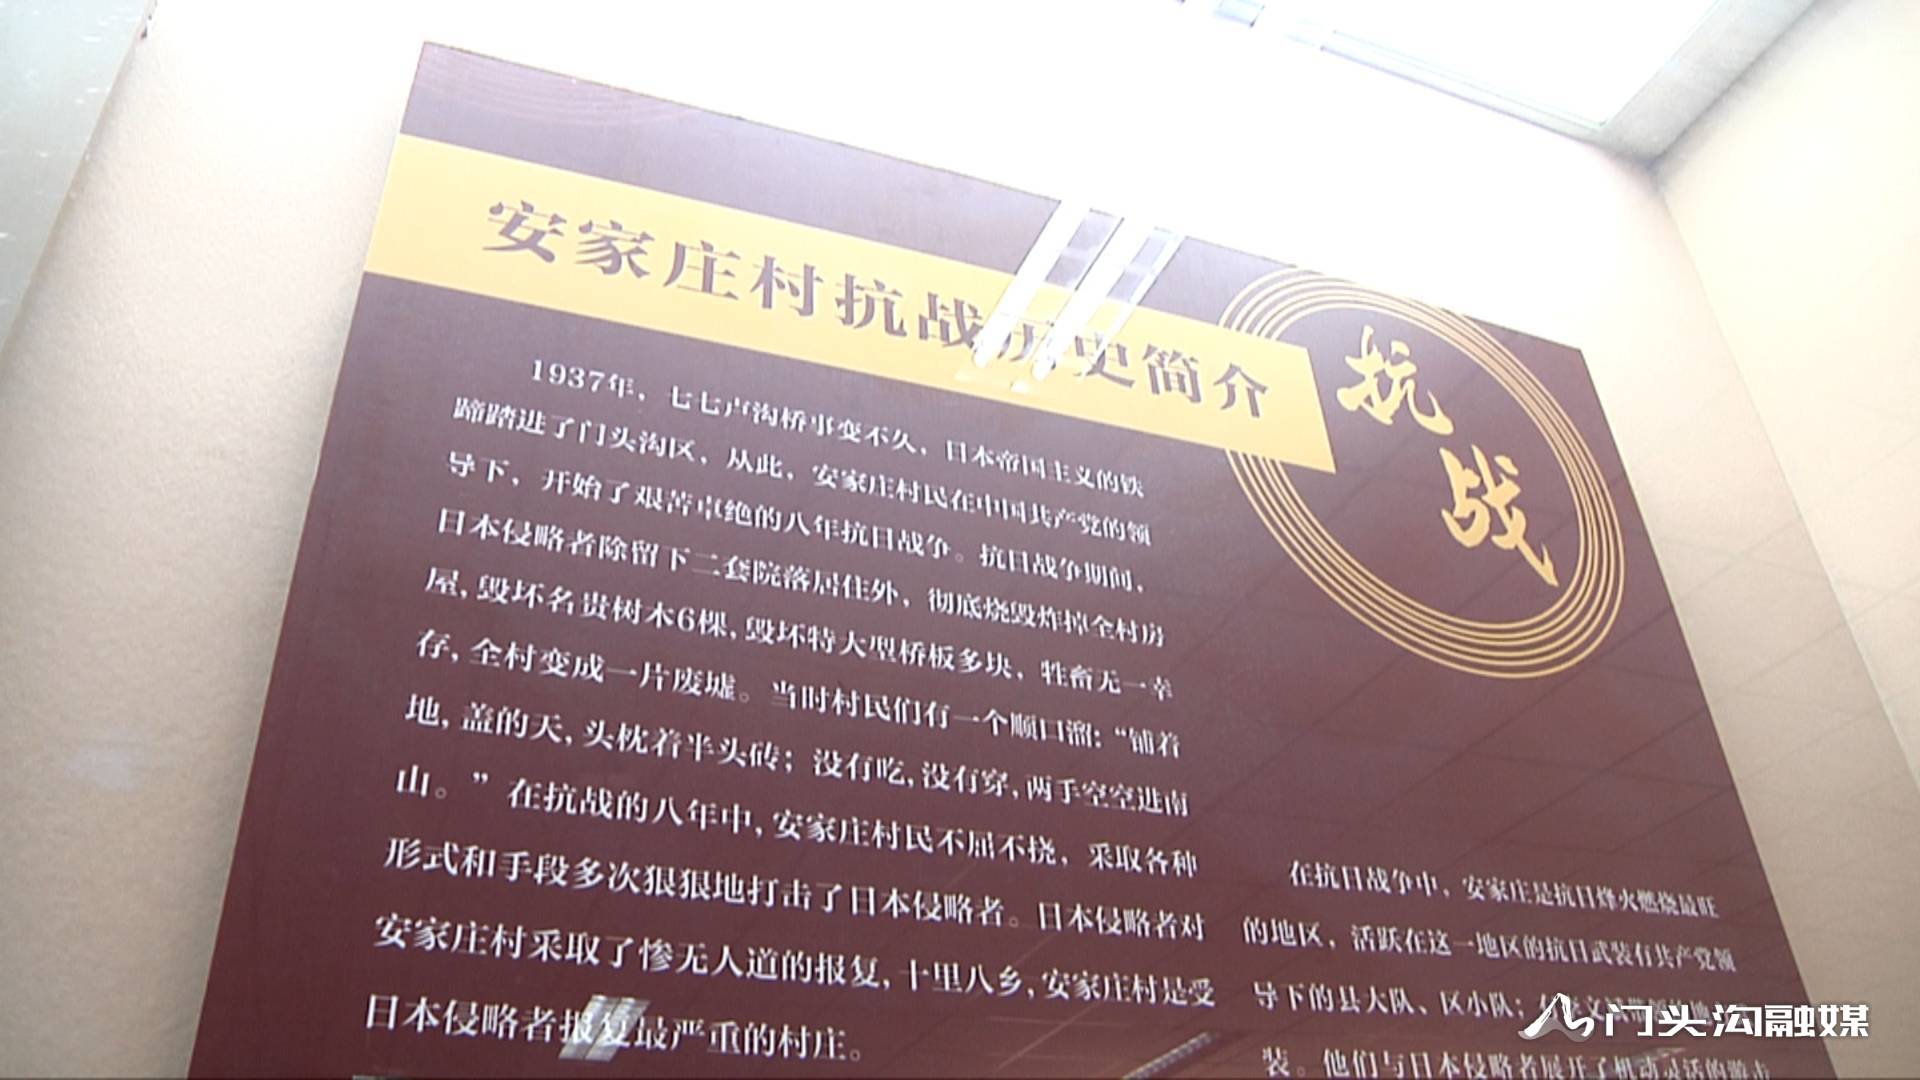 安家庄村抗战历史简介
抗
战
1937年，七七卢沟桥事变不久，日本帝国主义的铁
蹄踏进了门头沟区，从此，安家庄村民在中国共产党的领
导下，开始了艰苦卓绝的八年抗日战争。抗日战争期间，
日本侵略者除留下二套院落居住外，彻底烧毁炸掉全村房
屋，毁坏名贵树木6棵，毁坏特大型桥板多块，牲畜无一幸
存，全村变成一片废墟。当时村民们有一个顺口溜：“铺着
地，盖的天，头枕着半头砖；没有吃，没有穿，两手空空进南
山。”在抗战的八年中，安家庄村民不屈不挠，采取各种
形式和手段多次狠狠地打击了日本侵略者。日本侵略者对
安家庄村采取了惨无人道的报复，十里八乡，安家庄村是受
日本侵略者报复最严重的村庄。
在抗日战争中，安家庄是抗日烽火燃烧最旺
的地区，活跃在这一地区的抗日武装有共产党领
导下的县大队、区小队；
装。他们与日本侵略者展开了机动灵活的游击
门头沟融媒